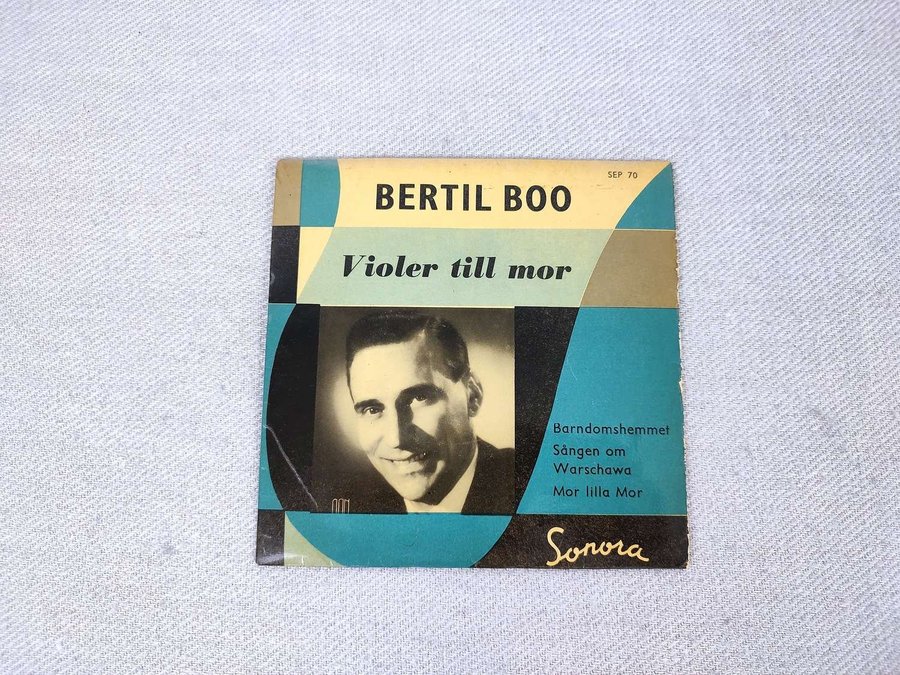 SEP 70
BERTIL BOO
Violer till mor
Barndomshemmet
Sången om
Warschawa
Mor lilla Mor
Sonora